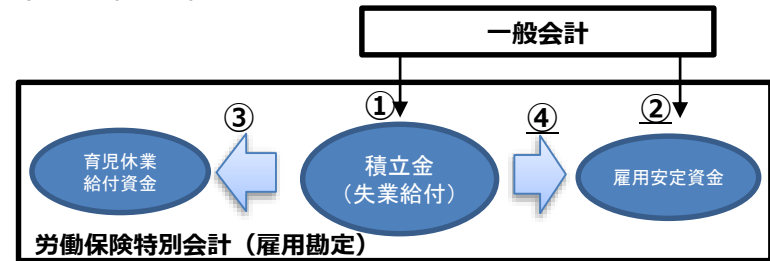 一般会計
③
①
④
②
育児休業
給付資金
積立金
（失業給付）
雇用安定資金
労働保険特別会計（雇用勘定）